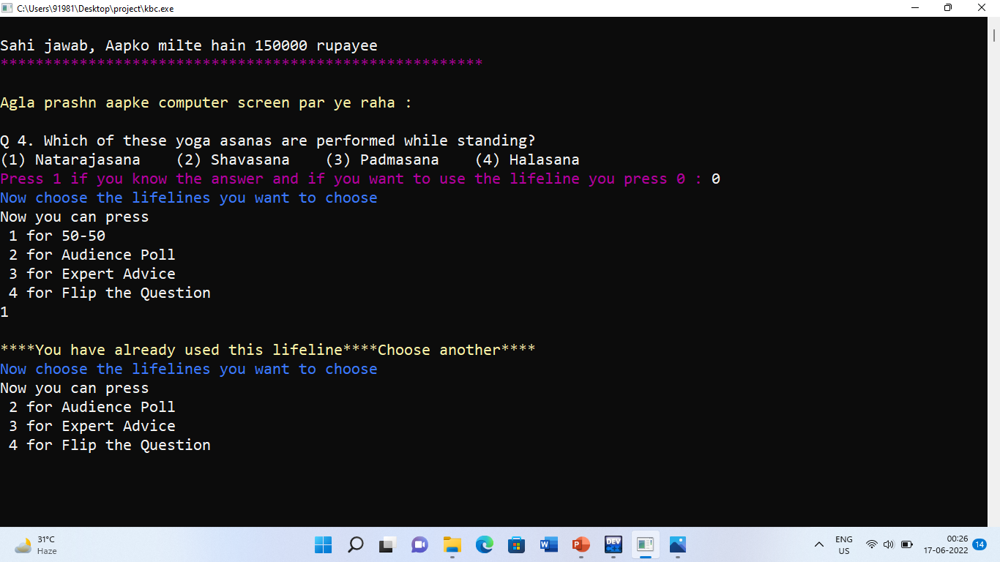 C:\Users\91981\Desktop\project\kbc.exe
Sahi jawab, Aapko milte hain 150000 rupayee
*******************************************************
Agla prashn aapke computer screen par ye raha :
Q 4. Which of these yoga asanas are performed while standing?
(1) Natarajasana    (2) Shavasana    (3) Padmasana    (4) Halasana
Press 1 if you know the answer and if you want to use the lifeline you press 0 : 0
Now choose the lifelines you want to choose
Now you can press
 1 for 50-50
 2 for Audience Poll
 3 for Expert Advice
 4 for Flip the Question
1
****You have already used this lifeline****Choose another****
Now choose the lifelines you want to choose
Now you can press
 2 for Audience Poll
 3 for Expert Advice
 4 for Flip the Question
31°C
Haze
W
P
DEV
ENG
US
00:26
17-06-2022
14